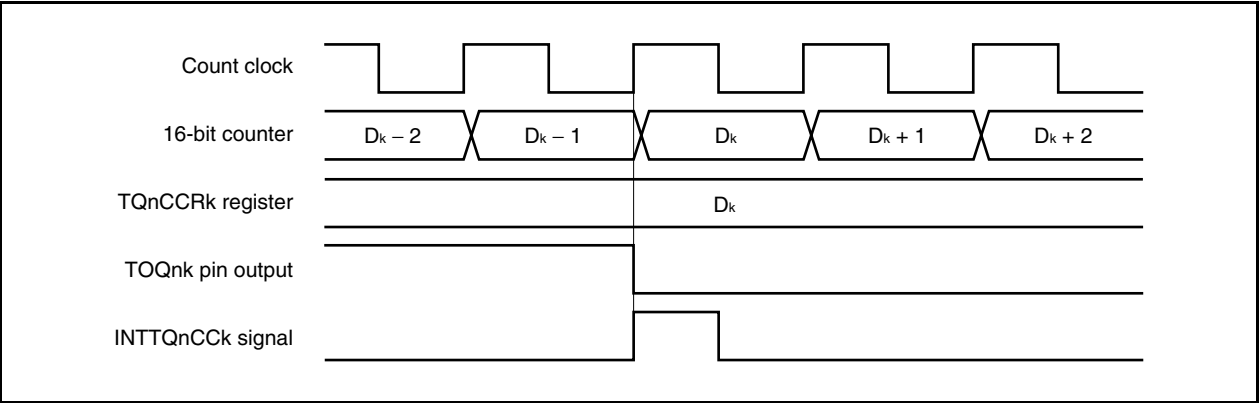 Count clock
16-bit counter
Dk − 2
Dk − 1
Dk
Dk + 1
Dk + 2
TQnCCRk register
Dk
TOQnk pin output
INTTQnCCk signal